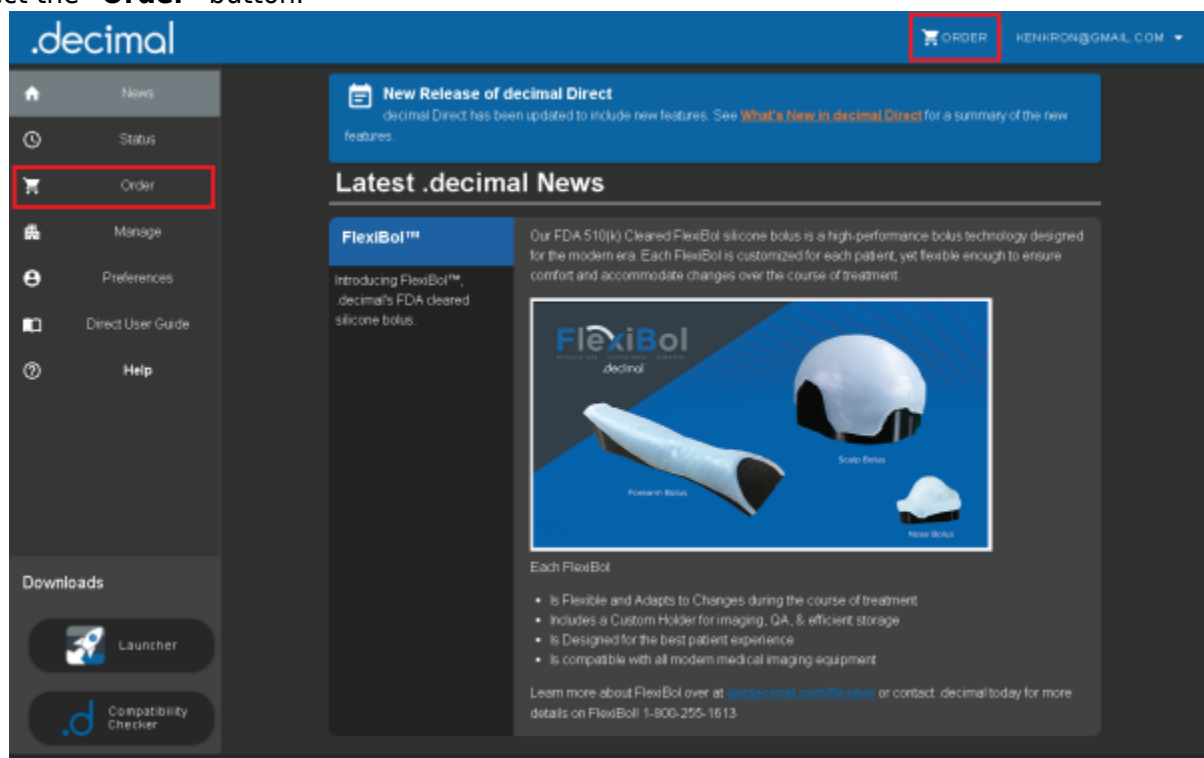 ect the "Order" button.
.decimal
ORDER
KENKRON@GMAIL.COM
News
Status
Order
Manage
Preferences
Direct User Guide
Help
New Release of decimal Direct
decimal Direct has been updated to include new features. See What's New in decimal Direct for a summary of the new
features.
Latest .decimal News
FlexiBol™
Introducing FlexiBol™,
.decimal's FDA cleared
silicone bolus.
Our FDA 510(k) Cleared FlexiBol silicone bolus is a high-performance bolus technology designed
for the modern era. Each FlexiBol is customized for each patient, yet flexible enough to ensure
comfort and accommodate changes over the course of treatment.
FlexiBol
.decimal
Scalp Bolus
Forearm Bolus
Nose Bolus
Each FlexiBol:
• Is Flexible and Adapts to Changes during the course of treatment
• Includes a Custom Holder for imaging, QA, & efficient storage
• Is Designed for the best patient experience
• Is compatible with all modern medical imaging equipment
Learn more about FlexiBol over at dotdecimal.com/flexibol or contact .decimal today for more
details on FlexiBol! 1-800-255-1613
Downloads
Launcher
.d
Compatibility
Checker